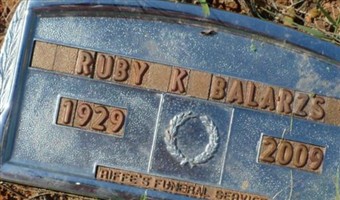 RUBY K BALARZS
1929
2009
RIFFE'S FUNERAL SERVICE